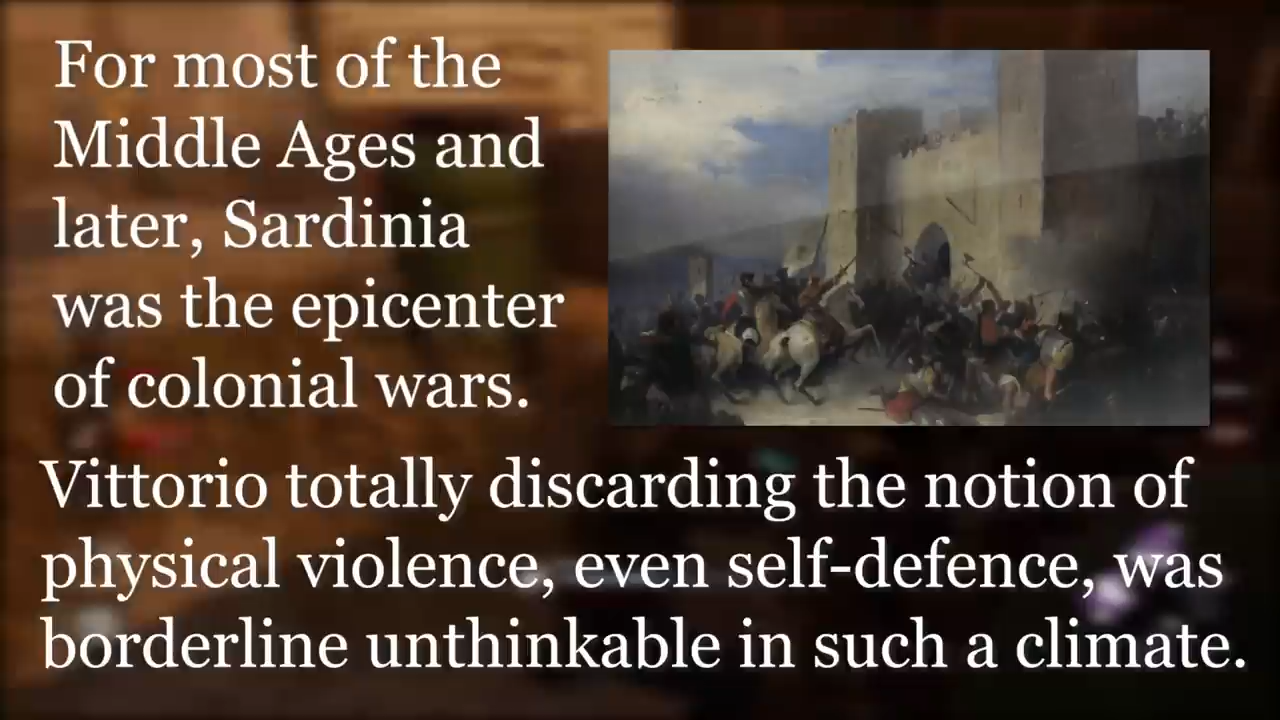 For most of the
Middle Ages and
later, Sardinia
was the epicenter
of colonial wars.
Vittorio totally discarding the notion of
physical violence, even self-defence, was
borderline unthinkable in such a climate.